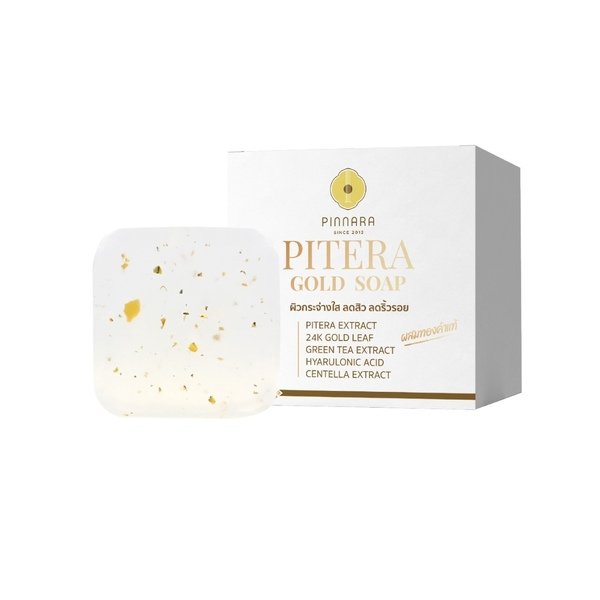 PINNARA
SINCE 2012
PITERA
GOLD SOAP
ผิวกระจ่างใส ลดสิว ลดริ้วรอย
PITERA EXTRACT
24K GOLD LEAF
GREEN TEA EXTRACT
HYARULONIC ACID
CENTELLA EXTRACT
ผสมทองคำแท้